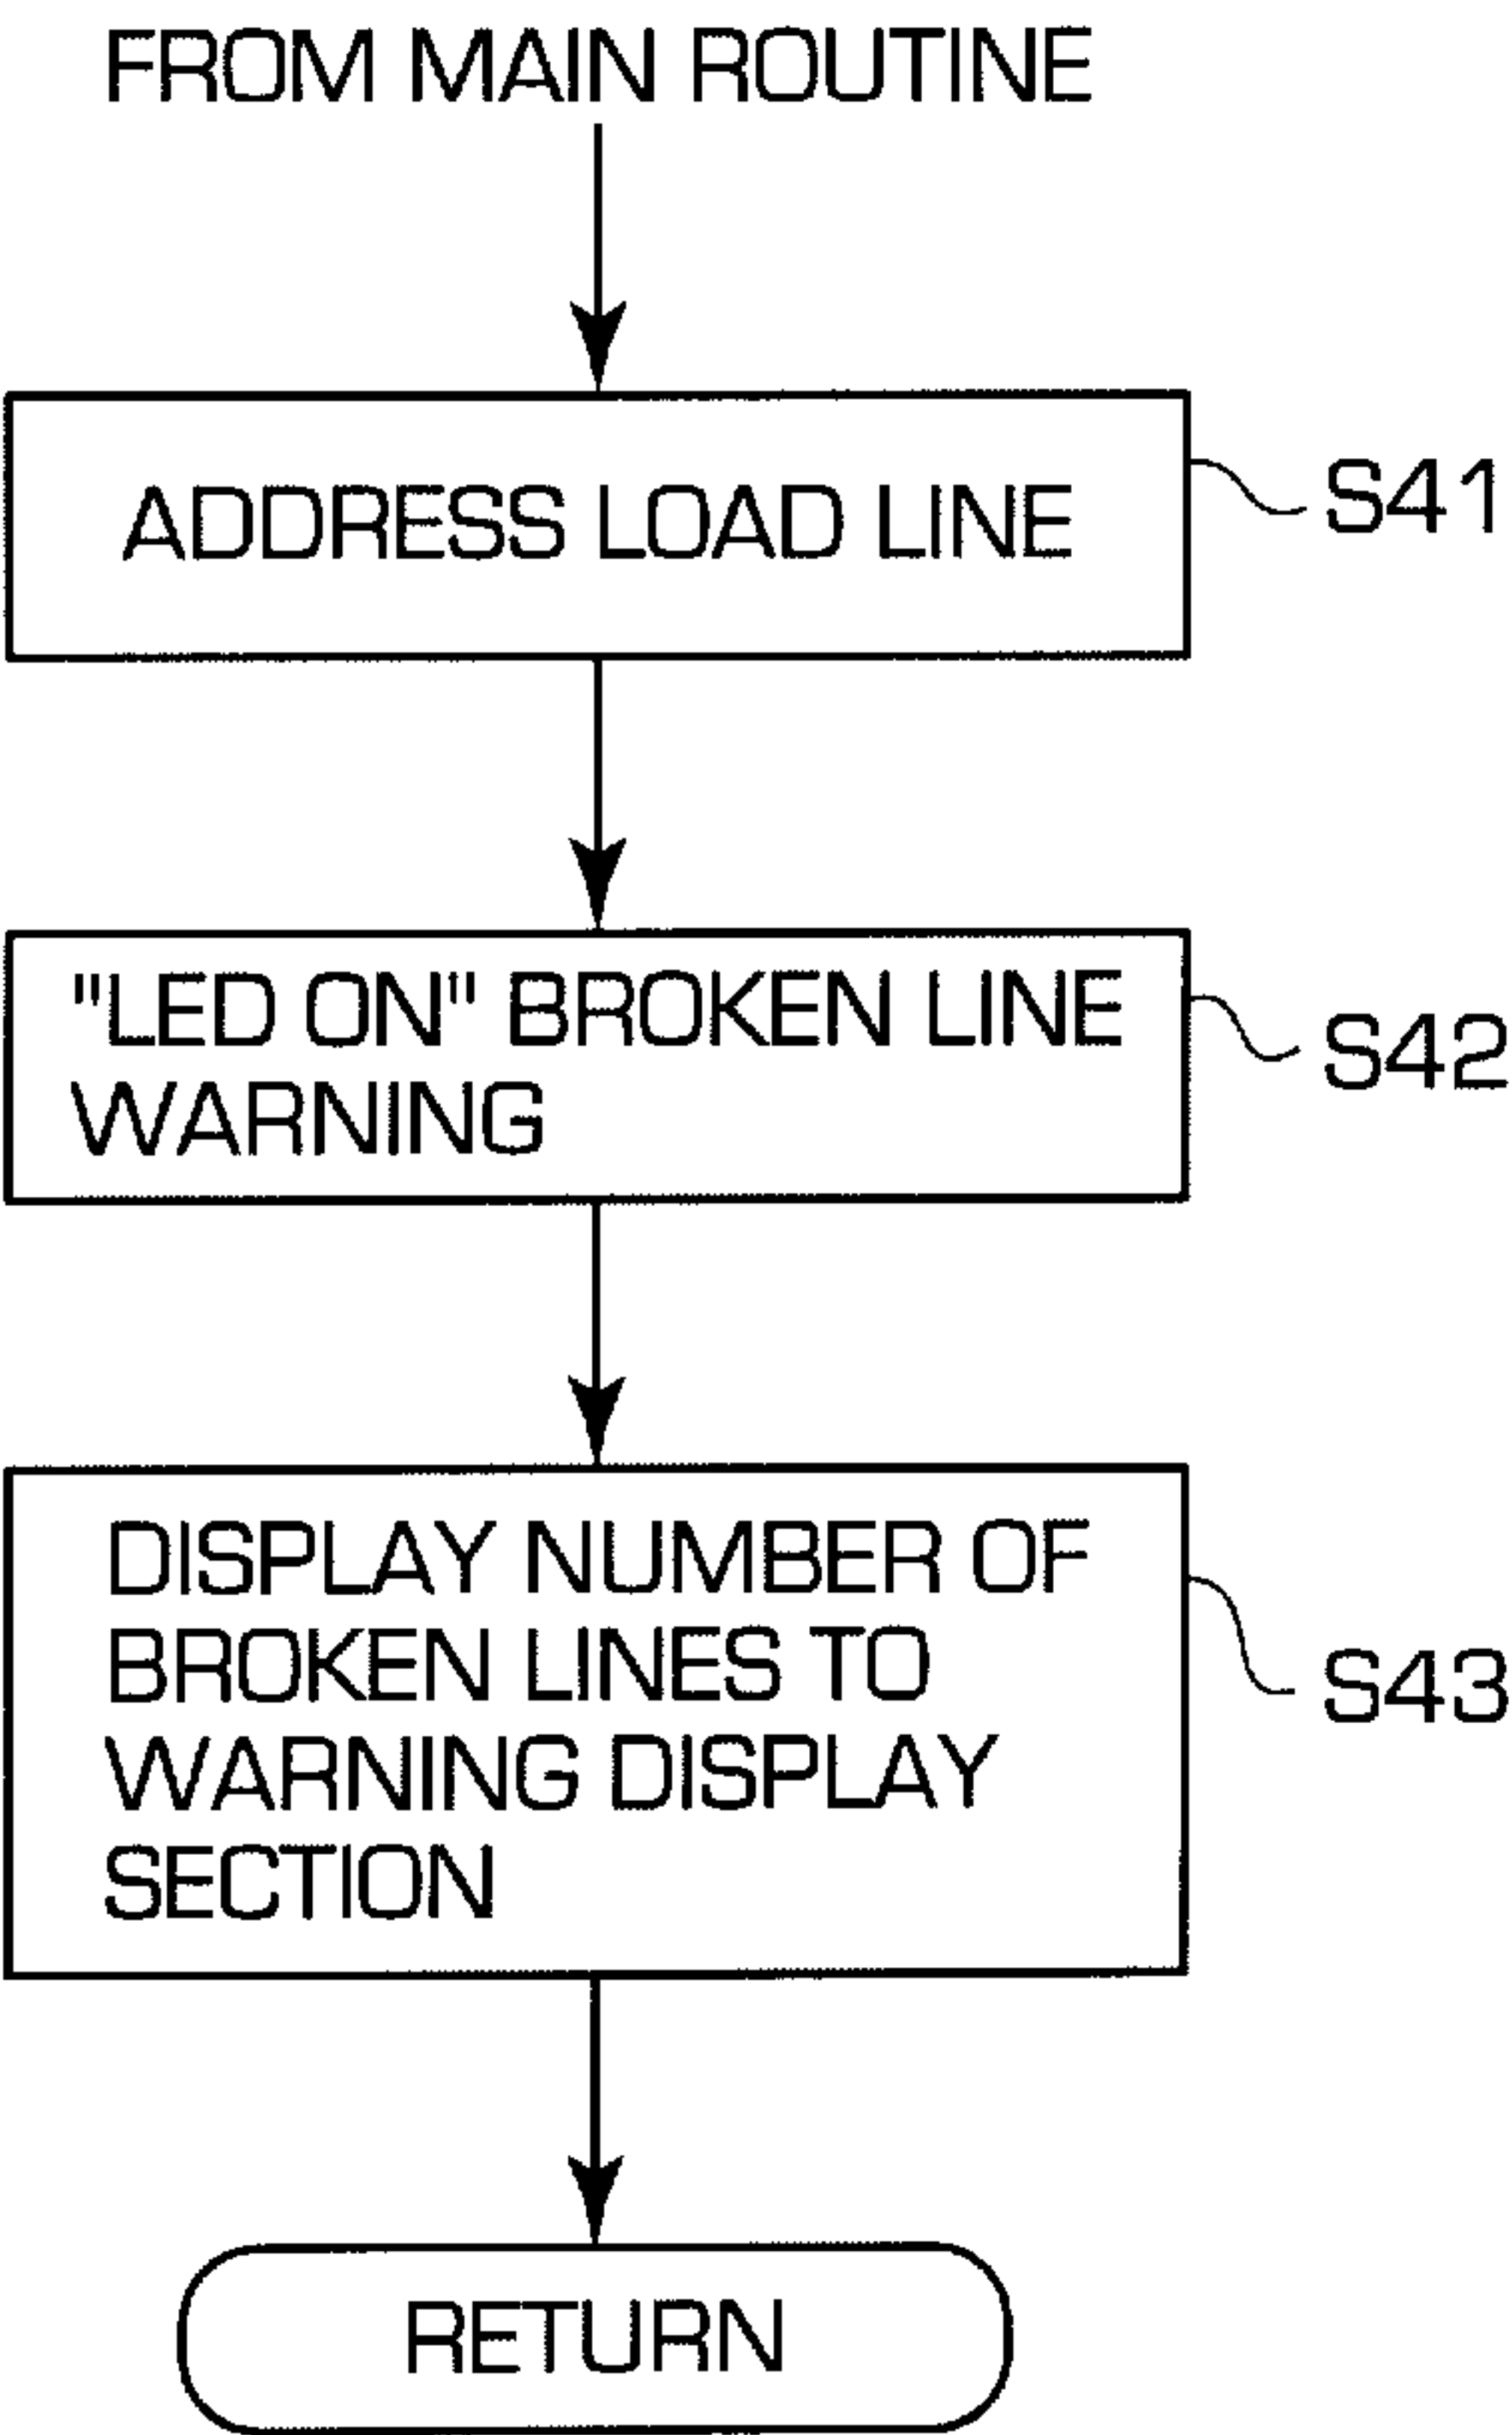 FROM MAIN ROUTINE
ADDRESS LOAD LINE
S41
"LED ON" BROKEN LINE
WARNING
S42
DISPLAY NUMBER OF
BROKEN LINES TO
WARNING DISPLAY
SECTION
S43
RETURN